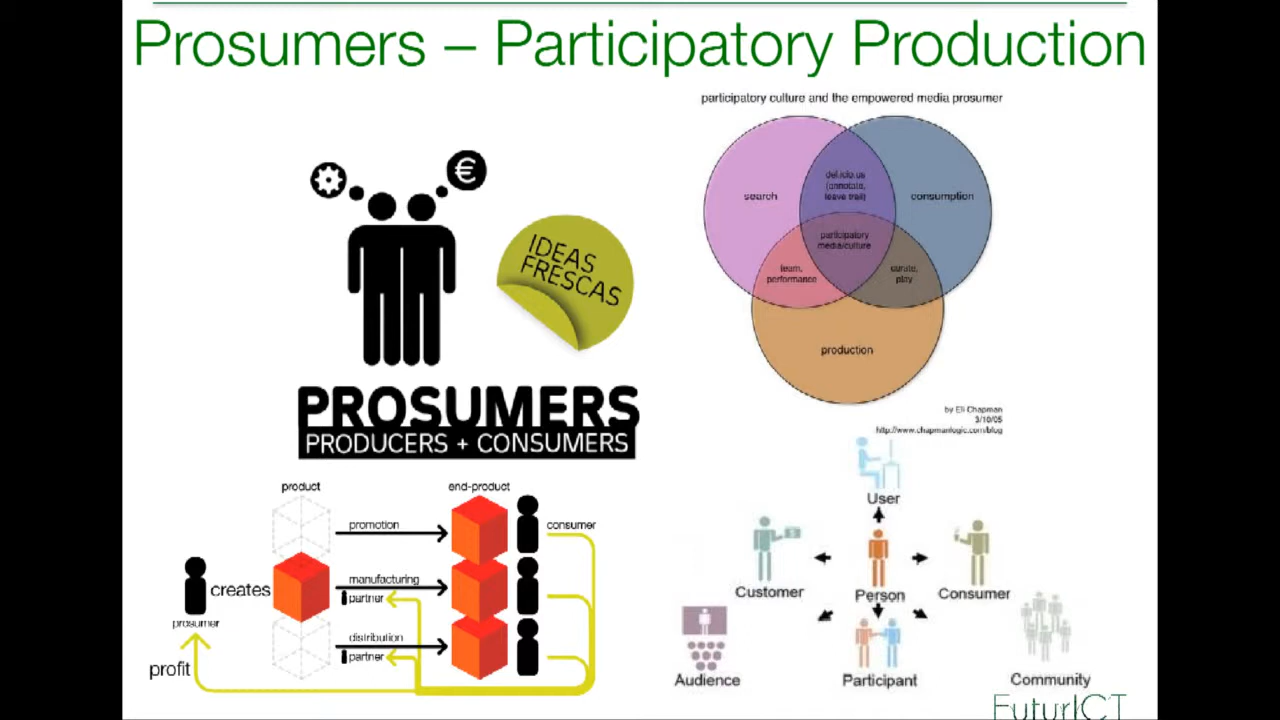 Prosumers – Participatory Production
participatory culture and the empowered media prosumer
search
del.icio.us
(annotate,
leave trail)
consumption
participatory
media/culture
team,
performance
curate,
play
production
by Eli Chapman
3/10/05
http://www.chapmanlogic.com/blog
€
IDEAS
FRESCAS
PROSUMERS
PRODUCERS + CONSUMERS
product
end-product
promotion
consumer
creates
manufacturing
partner
prosumer
distribution
partner
profit
User
Customer
Person
Consumer
Audience
Participant
Community
FuturICT